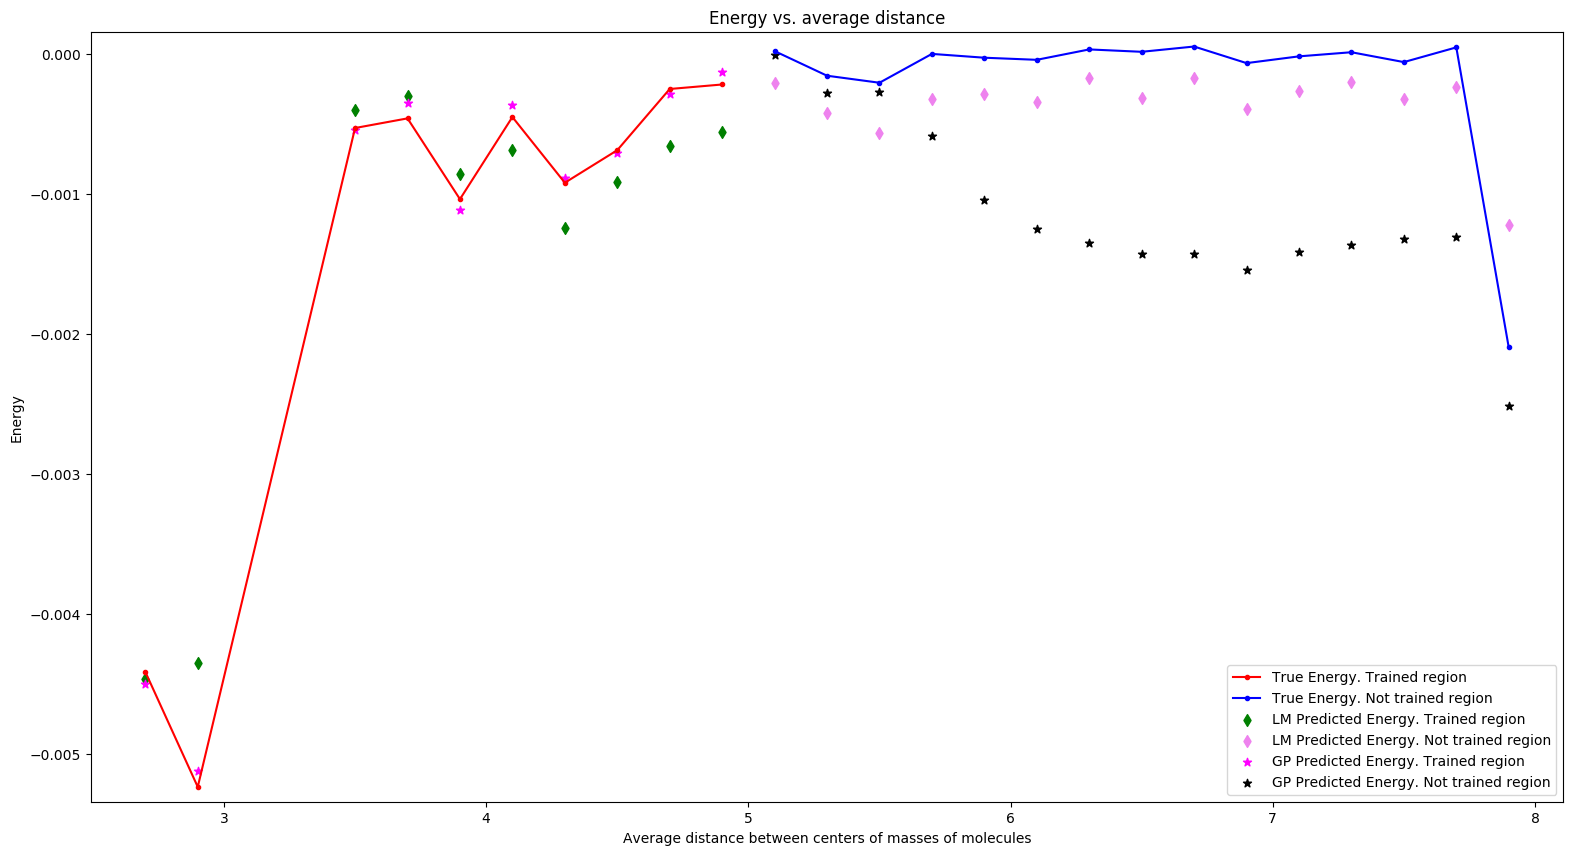 Energy vs. average distance
0.000
−0.001
−0.002
−0.003
−0.004
−0.005
Energy
3 4 5 6 7 8
Average distance between centers of masses of molecules
True Energy. Trained region
True Energy. Not trained region
LM Predicted Energy. Trained region
LM Predicted Energy. Not trained region
GP Predicted Energy. Trained region
GP Predicted Energy. Not trained region